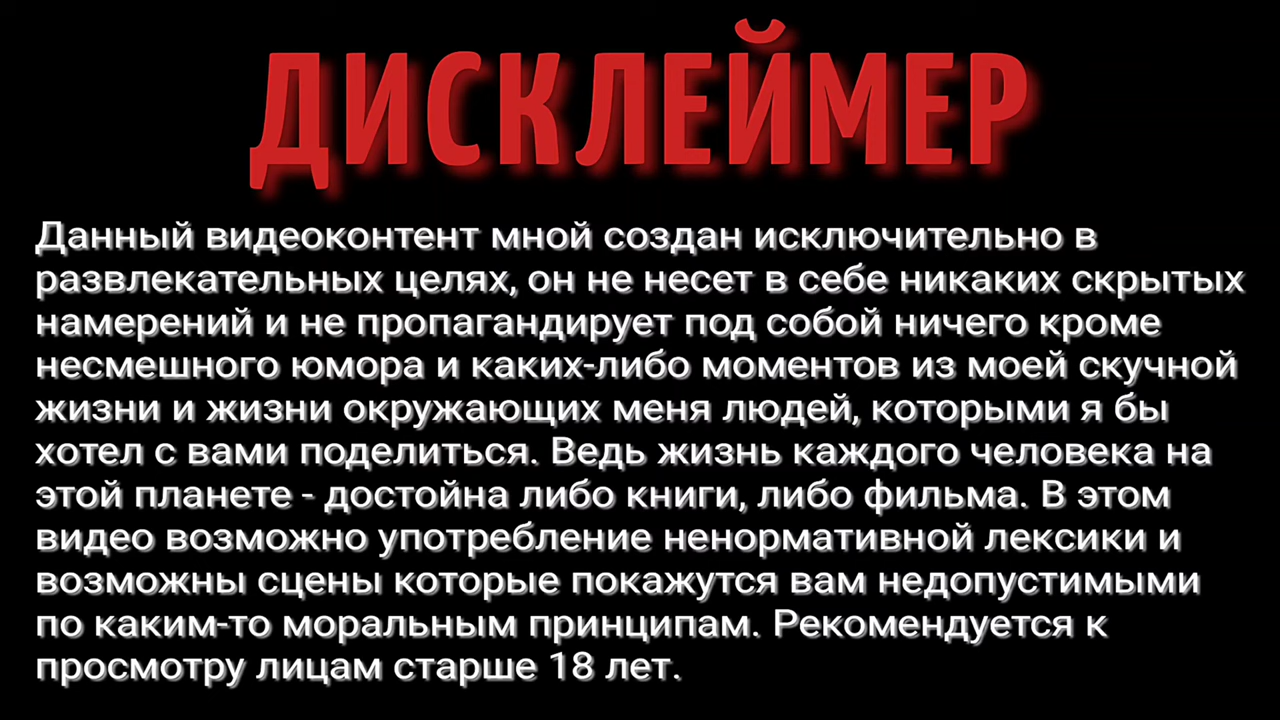 ДИСКЛЕЙМЕР
Данный видеоконтент мной создан исключительно в
развлекательных целях, он не несет в себе никаких скрытых
намерений и не пропагандирует под собой ничего кроме
несмешного юмора и каких-либо моментов из моей скучной
жизни и жизни окружающих меня людей, которыми я бы
хотел с вами поделиться. Ведь жизнь каждого человека на
этой планете - достойна либо книги, либо фильма. В этом
видео возможно употребление ненормативной лексики и
возможны сцены которые покажутся вам недопустимыми
по каким-то моральным принципам. Рекомендуется к
просмотру лицам старше 18 лет.